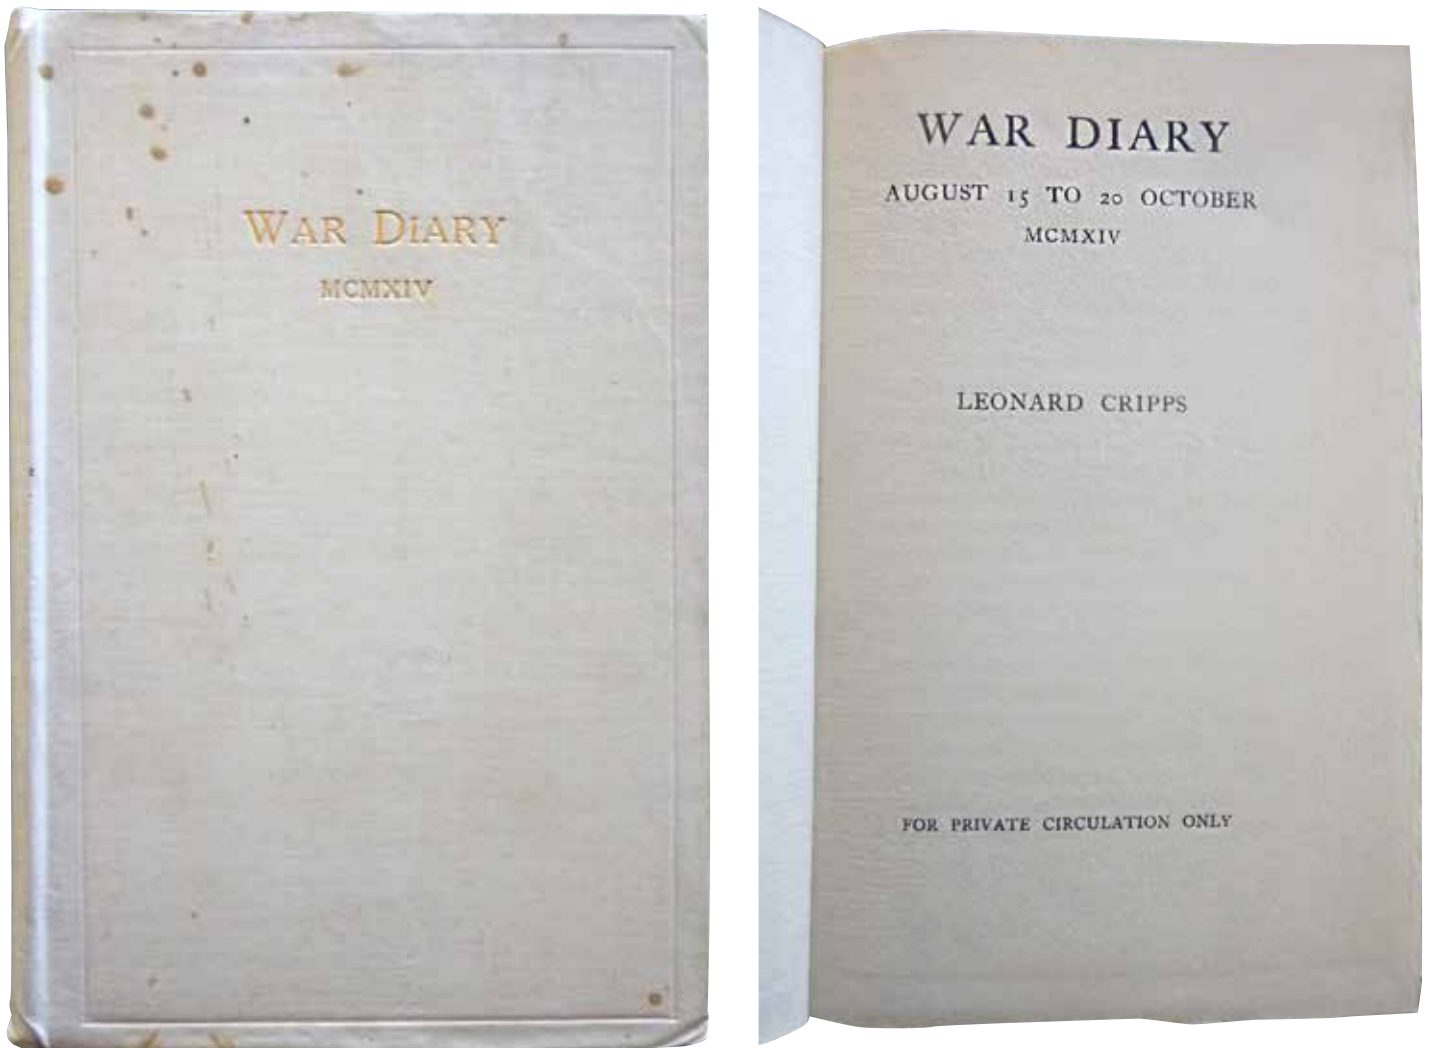 WAR DIARY
MCMXIV
WAR DIARY
AUGUST 15 TO 20 OCTOBER
MCMXIV
LEONARD CRIPPS
FOR PRIVATE CIRCULATION ONLY